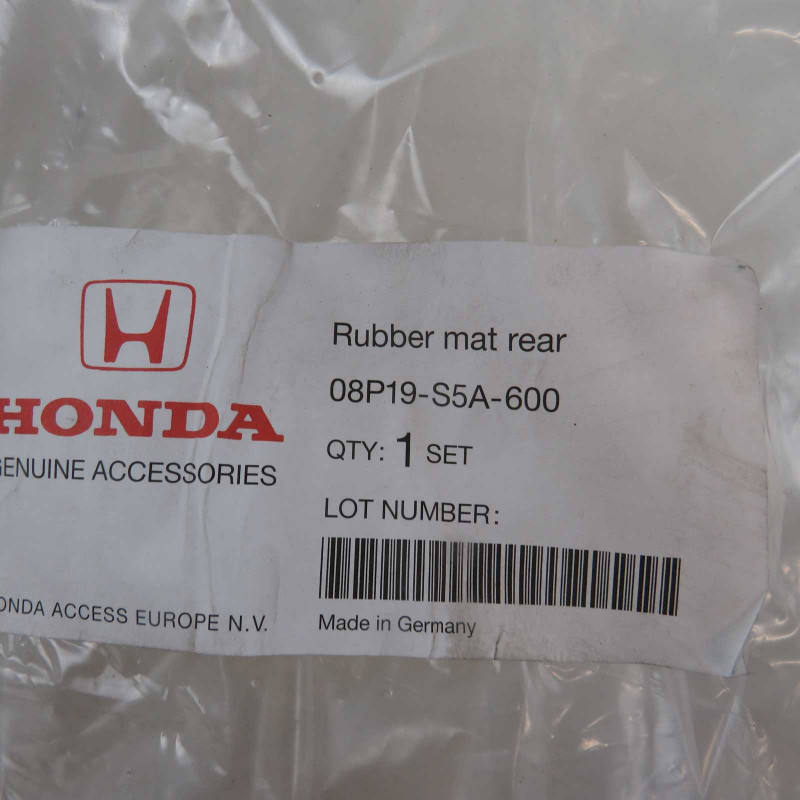 HONDA
GENUINE ACCESSORIES
HONDA ACCESS EUROPE N.V.
Rubber mat rear
08P19-S5A-600
QTY: 1 SET
LOT NUMBER:
Made in Germany